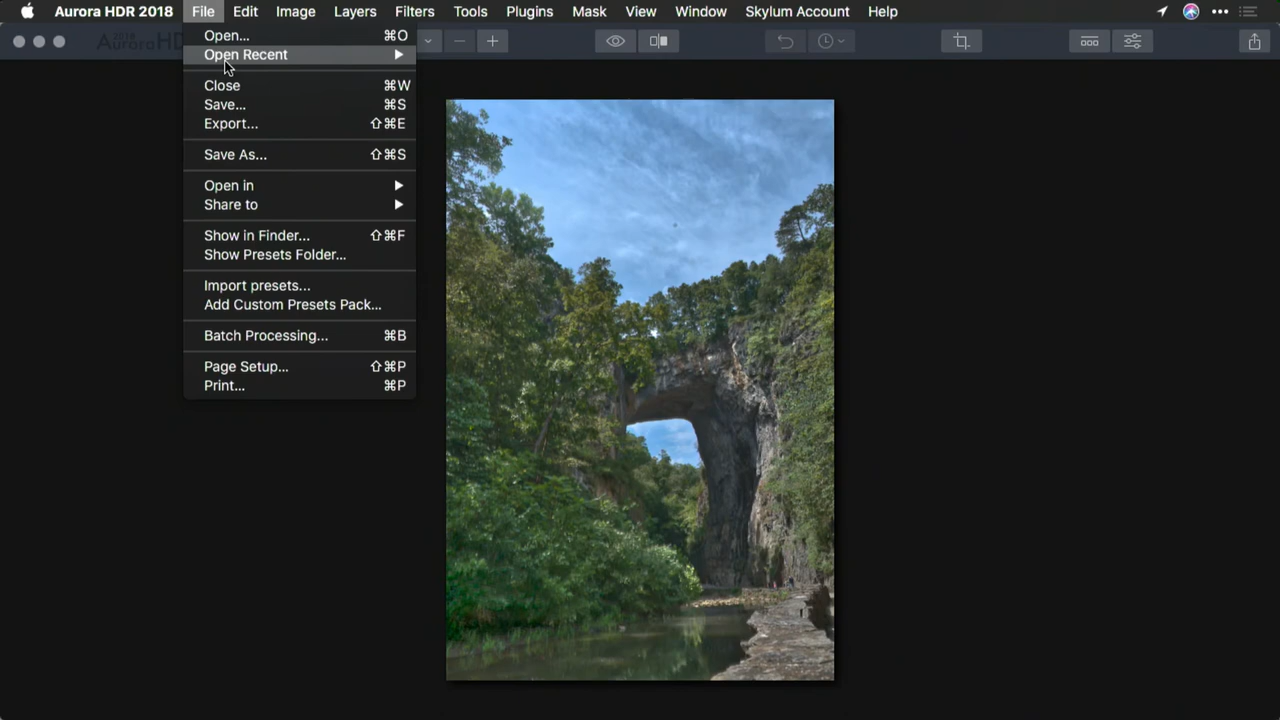 Aurora HDR 2018 File Edit Image Layers Filters Tools Plugins Mask View Window Skylum Account Help
2018
AuroraHD
Open... ⌘O
Open Recent ▶
Close ⌘W
Save... ⌘S
Export... ⇧⌘E
Save As... ⇧⌘S
Open in ▶
Share to ▶
Show in Finder... ⇧⌘F
Show Presets Folder...
Import presets...
Add Custom Presets Pack...
Batch Processing... ⌘B
Page Setup... ⇧⌘P
Print... ⌘P